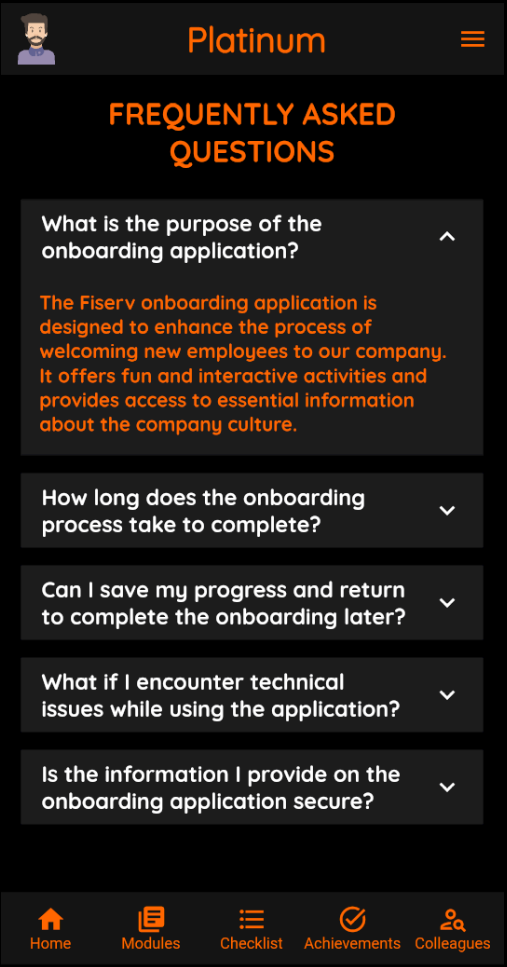 Platinum
FREQUENTLY ASKED
QUESTIONS
What is the purpose of the
onboarding application?
The Fiserv onboarding application is
designed to enhance the process of
welcoming new employees to our company.
It offers fun and interactive activities and
provides access to essential information
about the company culture.
How long does the onboarding
process take to complete?
Can I save my progress and return
to complete the onboarding later?
What if I encounter technical
issues while using the application?
Is the information I provide on the
onboarding application secure?
Home Modules Checklist Achievements Colleagues